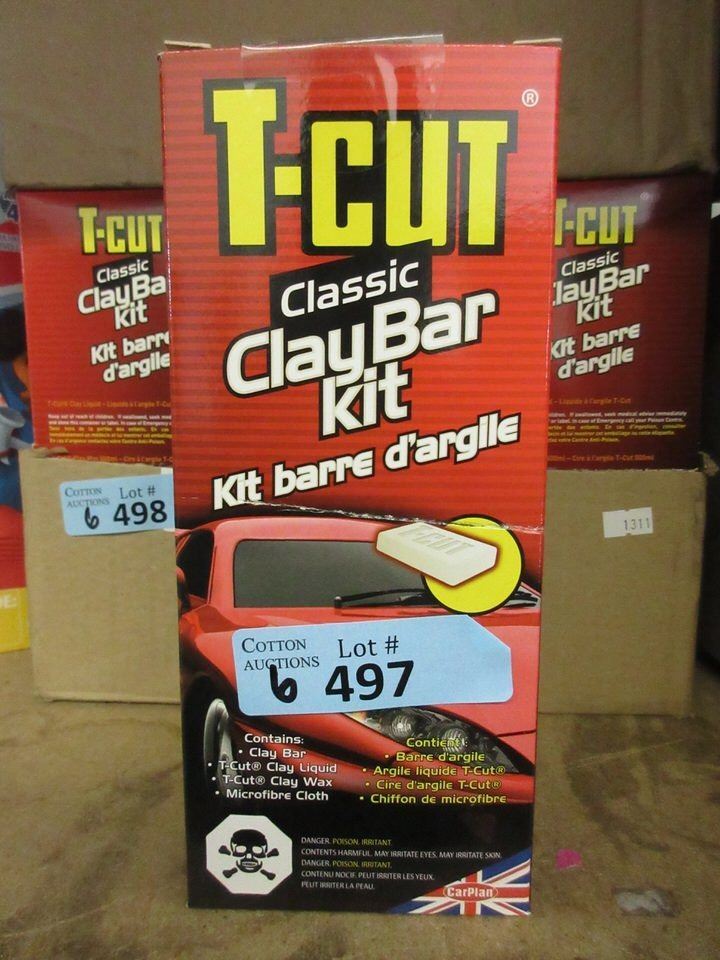 T-CUT®
Classic
Clay Bar
kit
Kit barre d'argile
T-CUT
COTTON
AUCTIONS
Lot #
6 497
Contains:
• Clay Bar
• T-Cut® Clay Liquid
• T-Cut® Clay Wax
• Microfibre Cloth
Contient:
• Barre d'argile
• Argile liquide T-Cut®
• Cire d'argile T-Cut®
• Chiffon de microfibre
DANGER. POISON. IRRITANT.
CONTENTS HARMFUL. MAY IRRITATE EYES. MAY IRRITATE SKIN.
DANGER. POISON. IRRITANT.
CONTENU NOCIF. PEUT IRRITER LES YEUX.
PEUT IRRITER LA PEAU.
CarPlan
T-CUT
Classic
Clay Ba
kit
Kit barre
d'argile
COTTON
AUCTIONS
Lot #
6 498
T-CUT
Classic
lay Bar
kit
Kit barre
d'argile
1311